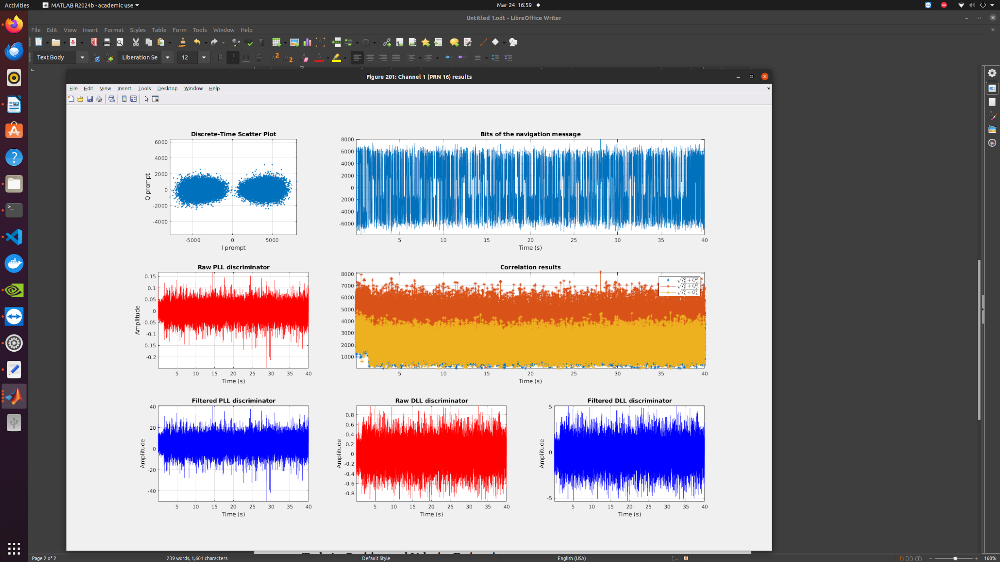 Activities
MATLAB R2024b - academic use
Mar 24 16:59
Untitled 1.odt - LibreOffice Writer
File Edit View Insert Format Styles Table Form Tools Window Help
Text Body
Liberation Se
12
Figure 201: Channel 1 (PRN 16) results
File Edit View Insert Tools Desktop Window Help
Discrete-Time Scatter Plot
6000
4000
2000
0
-2000
-4000
Q prompt
-5000 0 5000
I prompt
Bits of the navigation message
8000
6000
4000
2000
0
-2000
-4000
-6000
5 10 15 20 25 30 35 40
Time (s)
Raw PLL discriminator
0.15
0.1
0.05
0
-0.05
-0.1
-0.15
-0.2
Amplitude
5 10 15 20 25 30 35 40
Time (s)
Correlation results
8000
7000
6000
5000
4000
3000
2000
1000
√I_E^2 + Q_E^2
√I_P^2 + Q_P^2
√I_L^2 + Q_L^2
5 10 15 20 25 30 35 40
Time (s)
Filtered PLL discriminator
40
20
0
-20
-40
Amplitude
5 10 15 20 25 30 35 40
Time (s)
Raw DLL discriminator
0.8
0.6
0.4
0.2
0
-0.2
-0.4
-0.6
-0.8
Amplitude
5 10 15 20 25 30 35 40
Time (s)
Filtered DLL discriminator
5
0
-5
Amplitude
5 10 15 20 25 30 35 40
Time (s)
Page 2 of 2
239 words, 1,601 characters
Default Style
English (USA)
160%